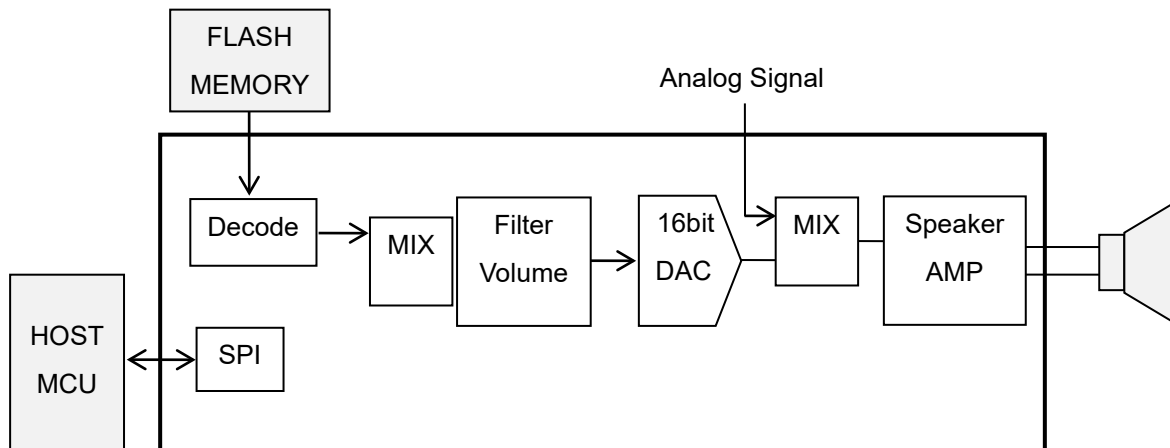 FLASH
MEMORY
Analog Signal
Decode
MIX
Filter
Volume
16bit
DAC
MIX
Speaker
AMP
HOST
MCU
SPI